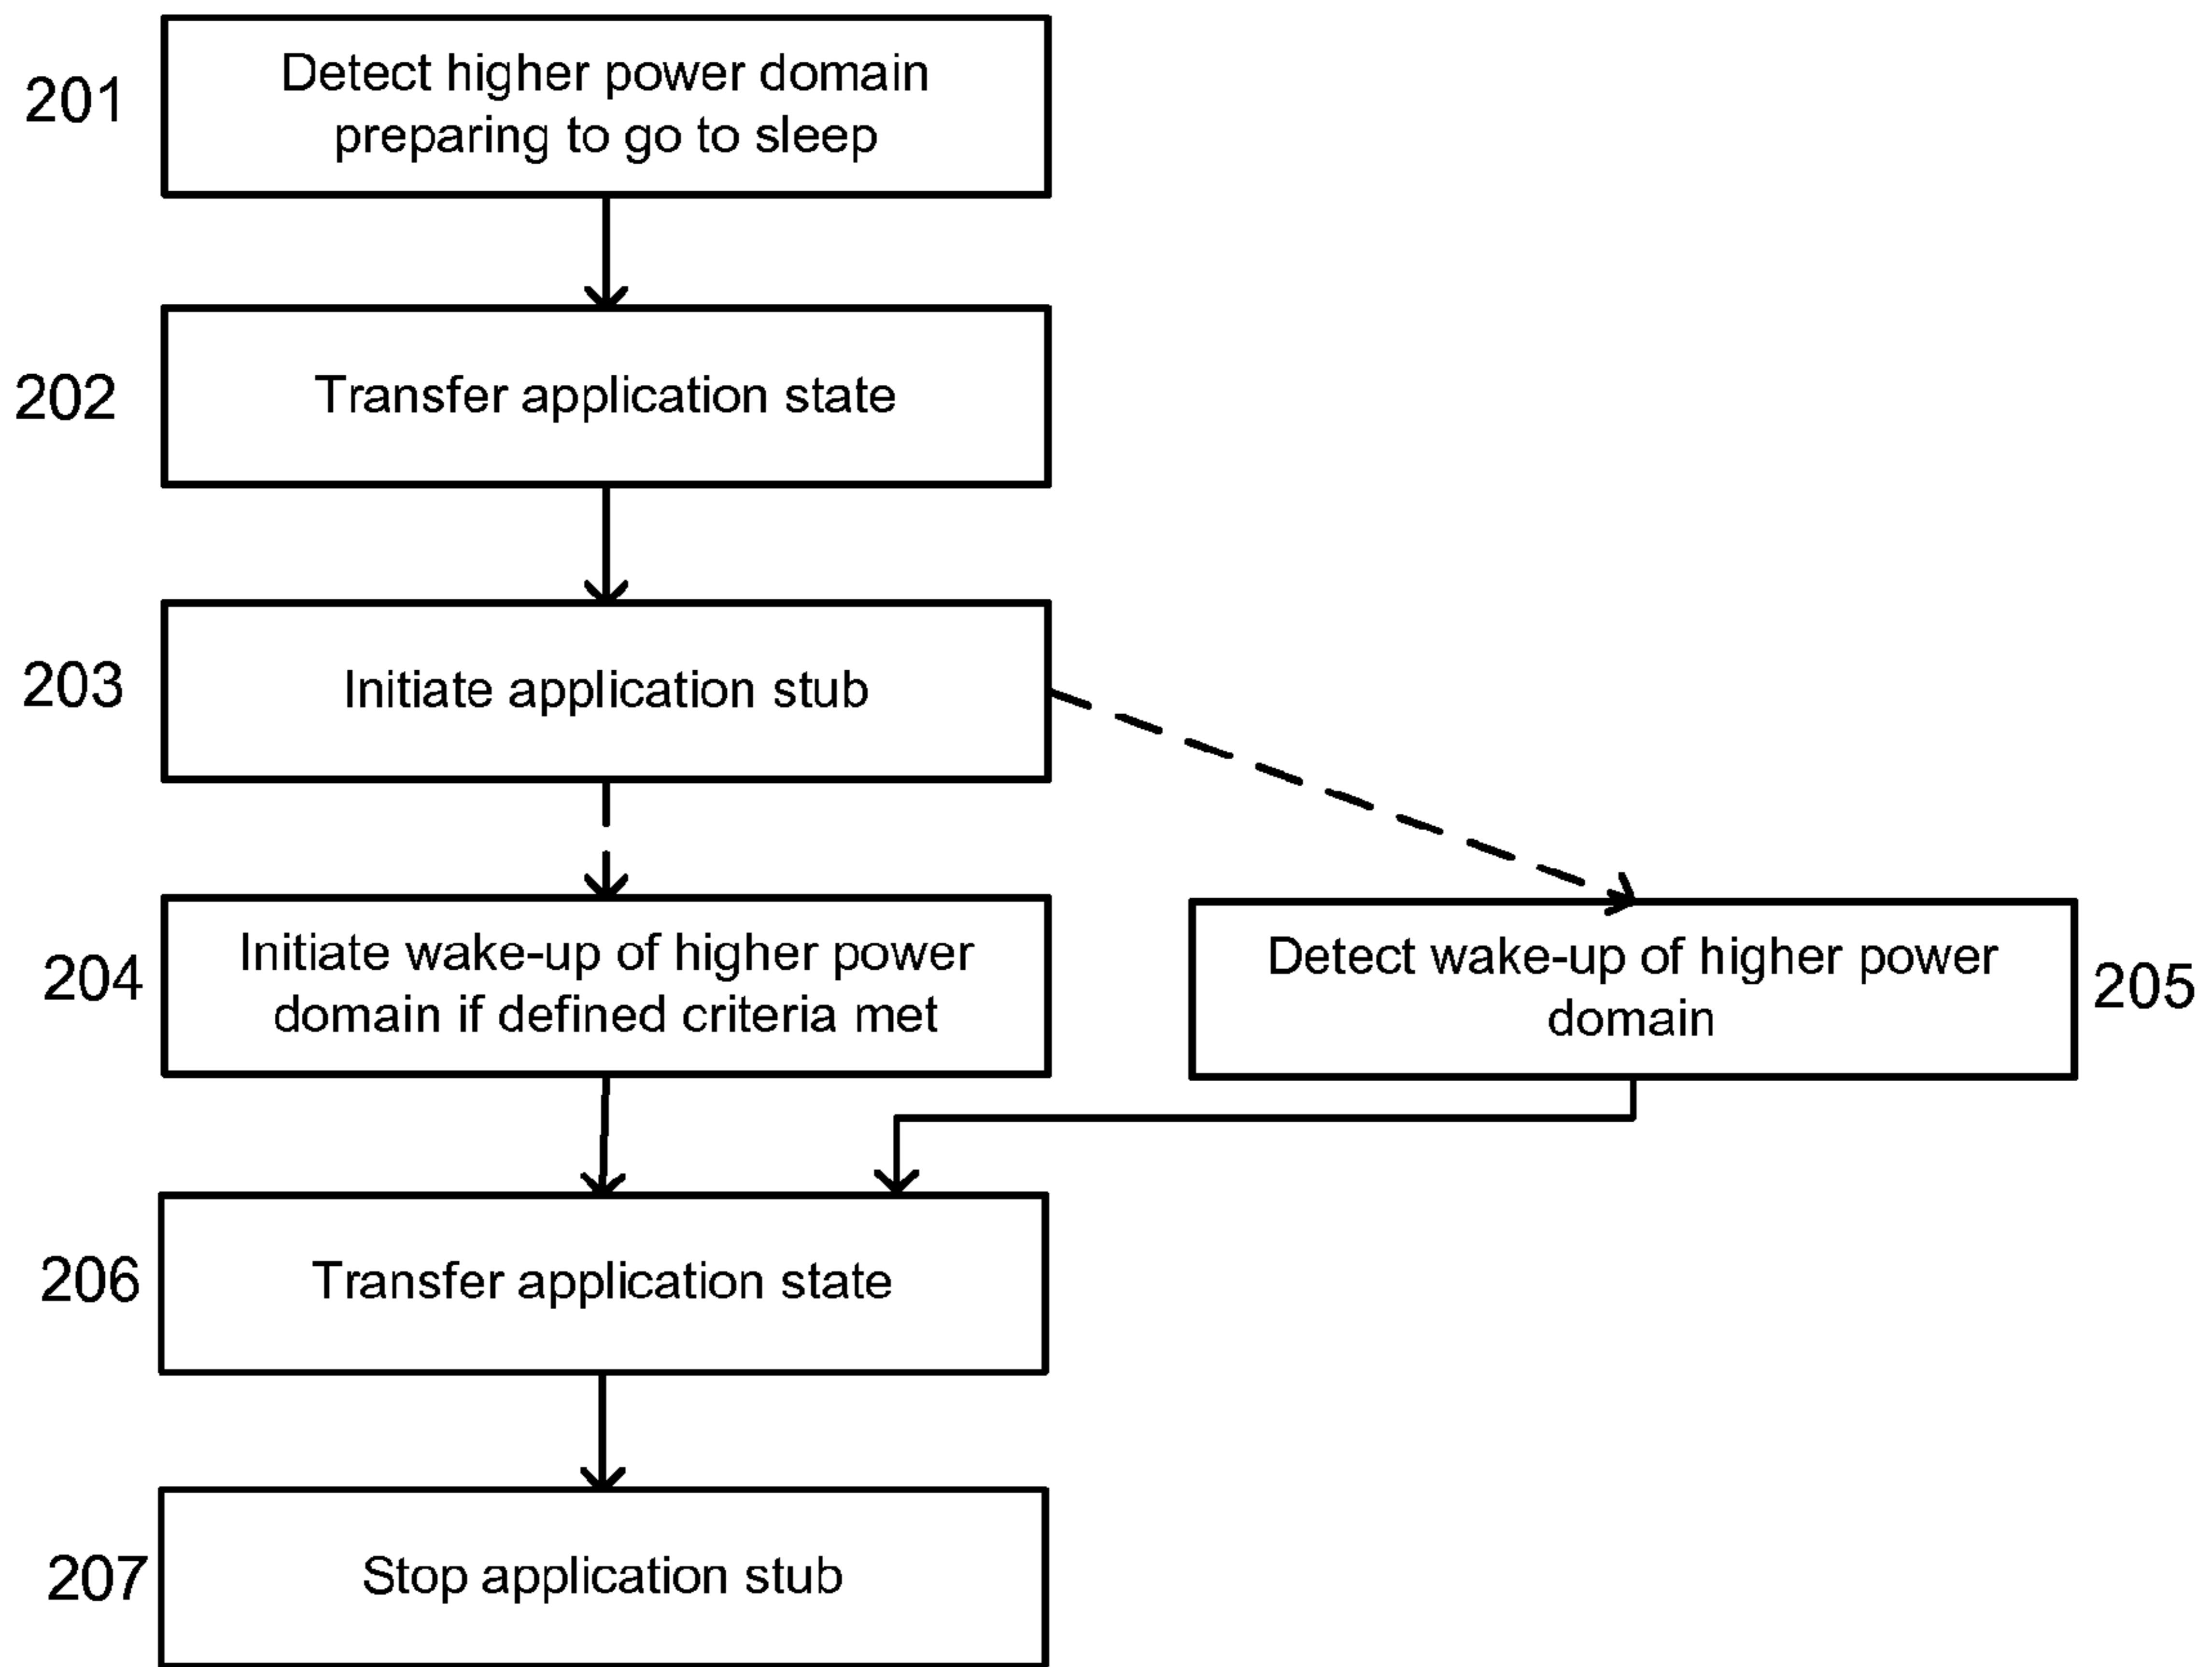 201
Detect higher power domain
preparing to go to sleep
202
Transfer application state
203
Initiate application stub
204
Initiate wake-up of higher power
domain if defined criteria met
Detect wake-up of higher power
domain
205
206
Transfer application state
207
Stop application stub